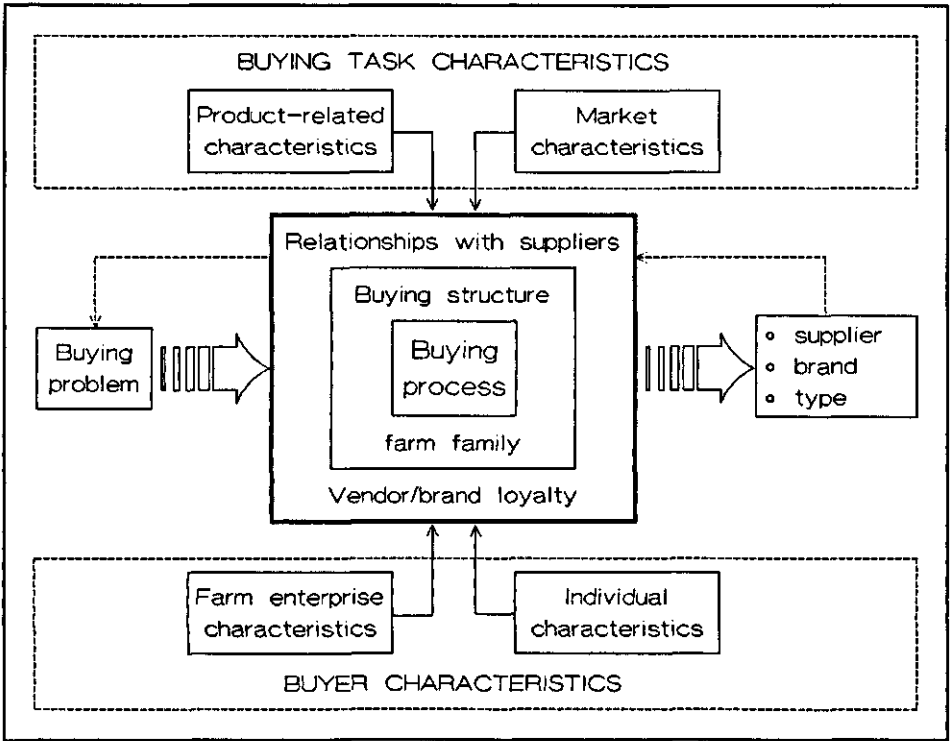 BUYING TASK CHARACTERISTICS
Product-related
characteristics
Market
characteristics
Relationships with suppliers
Buying structure
Buying
process
farm family
Vendor/brand loyalty
Buying
problem
supplier
brand
type
Farm enterprise
characteristics
Individual
characteristics
BUYER CHARACTERISTICS